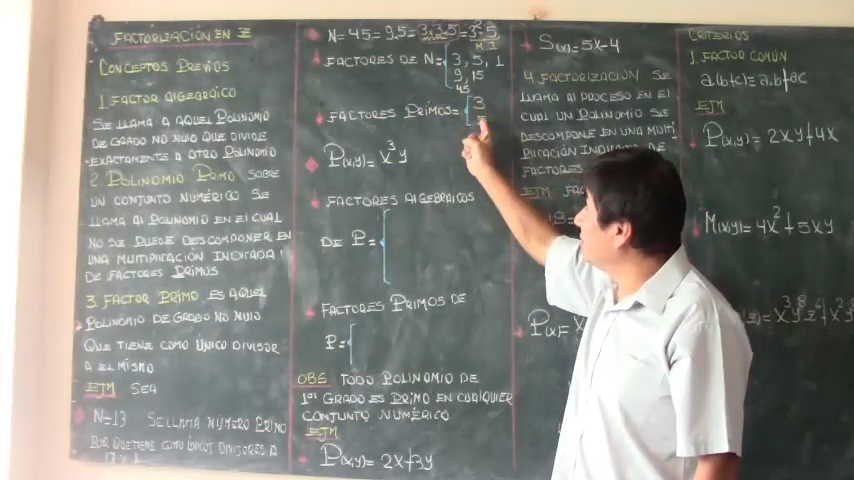 FACTORIZACIÓN EN Z
CONCEPTOS PREVIOS
1. FACTOR ALGEBRAICO
SE LLAMA A AQUEL POLINOMIO
DE GRADO NO NULO QUE DIVIDE
EXACTAMENTE A OTRO POLINOMIO
2. POLINOMIO PRIMO SOBRE
UN CONJUNTO NUMÉRICO SE
LLAMA AL POLINOMIO EN EL CUAL
NO SE PUEDE DESCOMPONER EN
UNA MULTIPLICACIÓN INDICADA
DE FACTORES PRIMOS
3. FACTOR PRIMO ES AQUEL
POLINOMIO DE GRADO NO NULO
QUE TIENE COMO ÚNICO DIVISOR
A EL MISMO
EJM SEA
N=13 SE LLAMA NUMERO PRIMO
POR QUE TIENE COMO ÚNICOS DIVISORES A
13 Y 1
N=45=9.5=3.3.5=3².5
FACTORES DE N= { 3, 5, 1
9, 15
45
FACTORES PRIMOS= { 3
P(x,y)= x³y
FACTORES ALGEBRAICOS
DE P= {
FACTORES PRIMOS DE
P= {
OBS TODO POLINOMIO DE
1er GRADO ES PRIMO EN CUALQUIER
CONJUNTO NUMÉRICO
EJM
P(x,y)= 2x+3y
S(x)= 5x-4
4. FACTORIZACIÓN SE
LLAMA AL PROCESO EN EL
CUAL UN POLINOMIO SE
DESCOMPONE EN UNA MULTI
PLICACIÓN INDICADA DE
FACTORES
EJM
P(x)= x
CRITERIOS
1. FACTOR COMÚN
a(b+c)=a.b+ac
EJM
P(x,y)= 2xy+4x
M(x,y)= 4x²+5xy